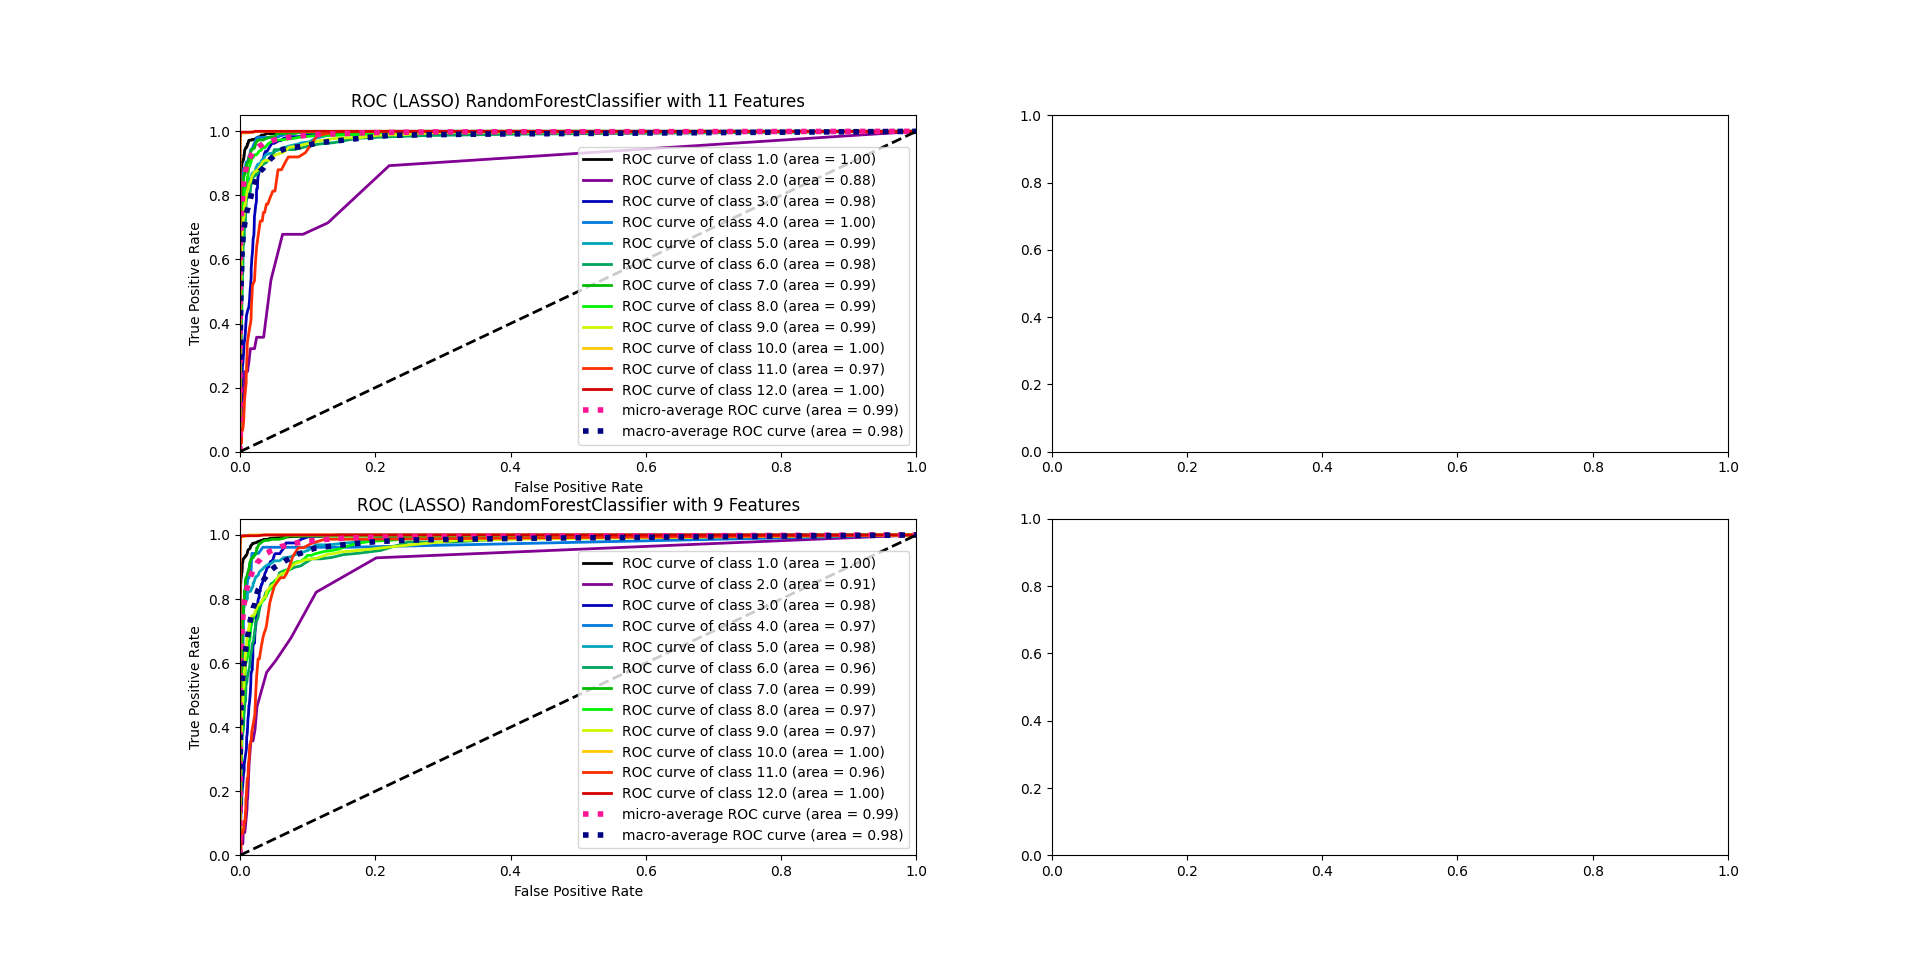 ROC (LASSO) RandomForestClassifier with 11 Features
True Positive Rate
1.0
0.8
0.6
0.4
0.2
0.0
ROC curve of class 1.0 (area = 1.00)
ROC curve of class 2.0 (area = 0.88)
ROC curve of class 3.0 (area = 0.98)
ROC curve of class 4.0 (area = 1.00)
ROC curve of class 5.0 (area = 0.99)
ROC curve of class 6.0 (area = 0.98)
ROC curve of class 7.0 (area = 0.99)
ROC curve of class 8.0 (area = 0.99)
ROC curve of class 9.0 (area = 0.99)
ROC curve of class 10.0 (area = 1.00)
ROC curve of class 11.0 (area = 0.97)
ROC curve of class 12.0 (area = 1.00)
micro-average ROC curve (area = 0.99)
macro-average ROC curve (area = 0.98)
0.0 0.2 0.4 0.6 0.8 1.0
False Positive Rate
1.0
0.8
0.6
0.4
0.2
0.0
0.0 0.2 0.4 0.6 0.8 1.0
ROC (LASSO) RandomForestClassifier with 9 Features
True Positive Rate
1.0
0.8
0.6
0.4
0.2
0.0
ROC curve of class 1.0 (area = 1.00)
ROC curve of class 2.0 (area = 0.91)
ROC curve of class 3.0 (area = 0.98)
ROC curve of class 4.0 (area = 0.97)
ROC curve of class 5.0 (area = 0.98)
ROC curve of class 6.0 (area = 0.96)
ROC curve of class 7.0 (area = 0.99)
ROC curve of class 8.0 (area = 0.97)
ROC curve of class 9.0 (area = 0.97)
ROC curve of class 10.0 (area = 1.00)
ROC curve of class 11.0 (area = 0.96)
ROC curve of class 12.0 (area = 1.00)
micro-average ROC curve (area = 0.99)
macro-average ROC curve (area = 0.98)
0.0 0.2 0.4 0.6 0.8 1.0
False Positive Rate
1.0
0.8
0.6
0.4
0.2
0.0
0.0 0.2 0.4 0.6 0.8 1.0